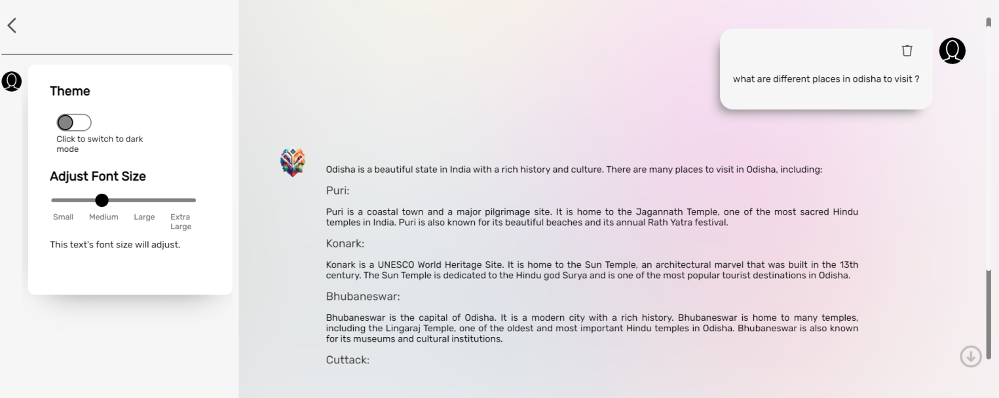 Theme
Click to switch to dark
mode
Adjust Font Size
Small Medium Large Extra
Large
This text's font size will adjust.
what are different places in odisha to visit ?
Odisha is a beautiful state in India with a rich history and culture. There are many places to visit in Odisha, including:
Puri:
Puri is a coastal town and a major pilgrimage site. It is home to the Jagannath Temple, one of the most sacred Hindu
temples in India. Puri is also known for its beautiful beaches and its annual Rath Yatra festival.
Konark:
Konark is a UNESCO World Heritage Site. It is home to the Sun Temple, an architectural marvel that was built in the 13th
century. The Sun Temple is dedicated to the Hindu god Surya and is one of the most popular tourist destinations in Odisha.
Bhubaneswar:
Bhubaneswar is the capital of Odisha. It is a modern city with a rich history. Bhubaneswar is home to many temples,
including the Lingaraj Temple, one of the oldest and most important Hindu temples in Odisha. Bhubaneswar is also known
for its museums and cultural institutions.
Cuttack: